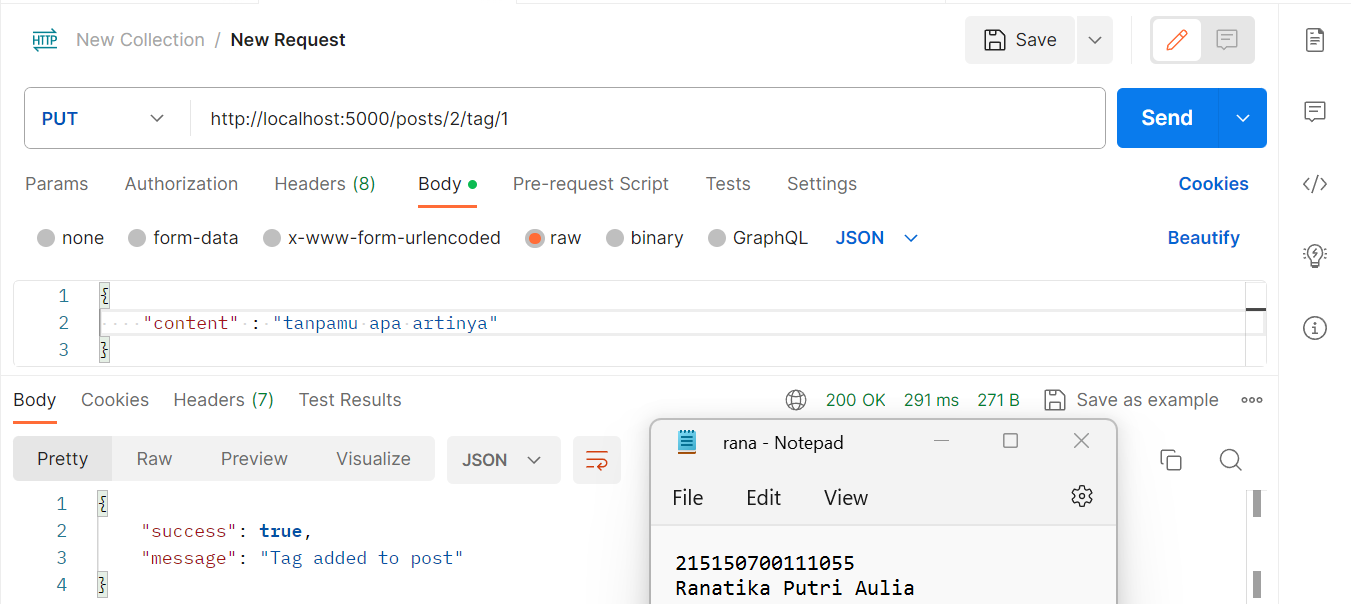 HTTP New Collection / New Request Save
PUT http://localhost:5000/posts/2/tag/1 Send
Params Authorization Headers (8) Body Pre-request Script Tests Settings Cookies
none form-data x-www-form-urlencoded raw binary GraphQL JSON Beautify
1 {
2 "content" : "tanpamu apa artinya"
3 }
Body Cookies Headers (7) Test Results 200 OK 291 ms 271 B Save as example
Pretty Raw Preview Visualize JSON
1 {
2 "success": true,
3 "message": "Tag added to post"
4 }
rana - Notepad
File Edit View
215150700111055
Ranatika Putri Aulia